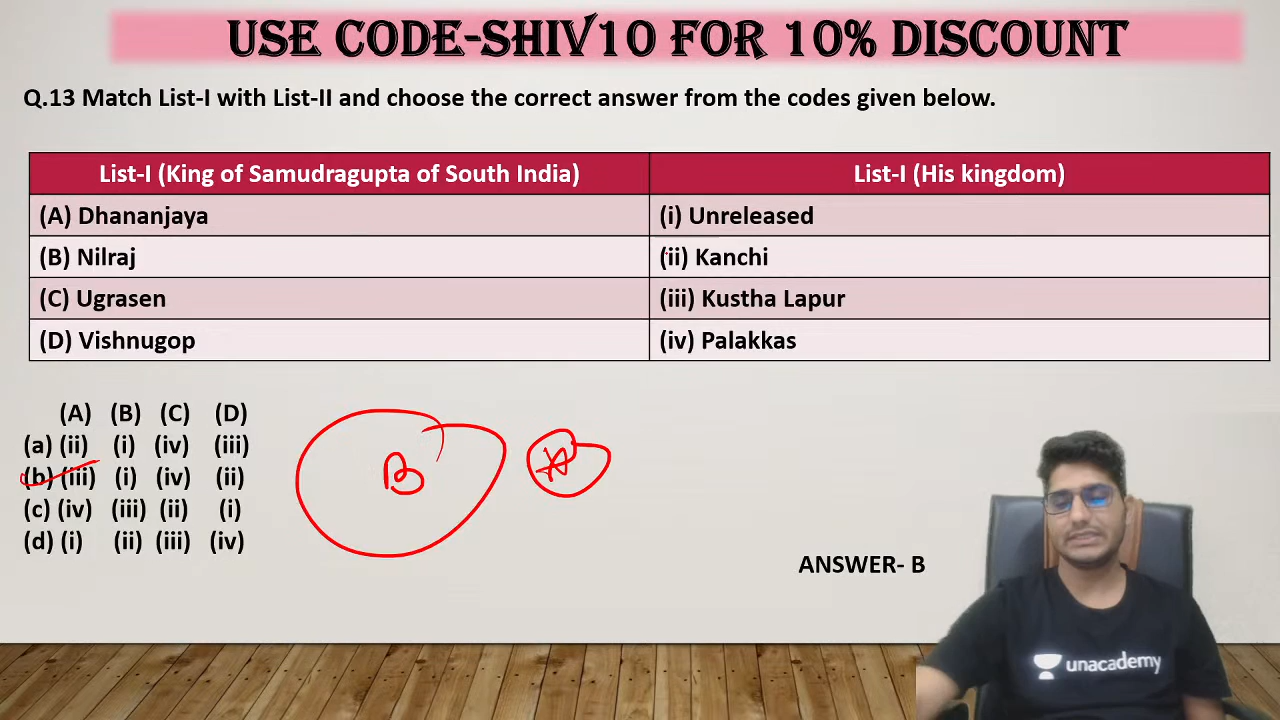 USE CODE-SHIV10 FOR 10% DISCOUNT
Q.13 Match List-I with List-II and choose the correct answer from the codes given below.
List-I (King of Samudragupta of South India) List-I (His kingdom)
(A) Dhananjaya (i) Unreleased
(B) Nilraj (ii) Kanchi
(C) Ugrasen (iii) Kustha Lapur
(D) Vishnugop (iv) Palakkas
(A) (B) (C) (D)
(a) (ii) (i) (iv) (iii)
(b) (iii) (i) (iv) (ii)
(c) (iv) (iii) (ii) (i)
(d) (i) (ii) (iii) (iv)
B
ANSWER- B
unacademy